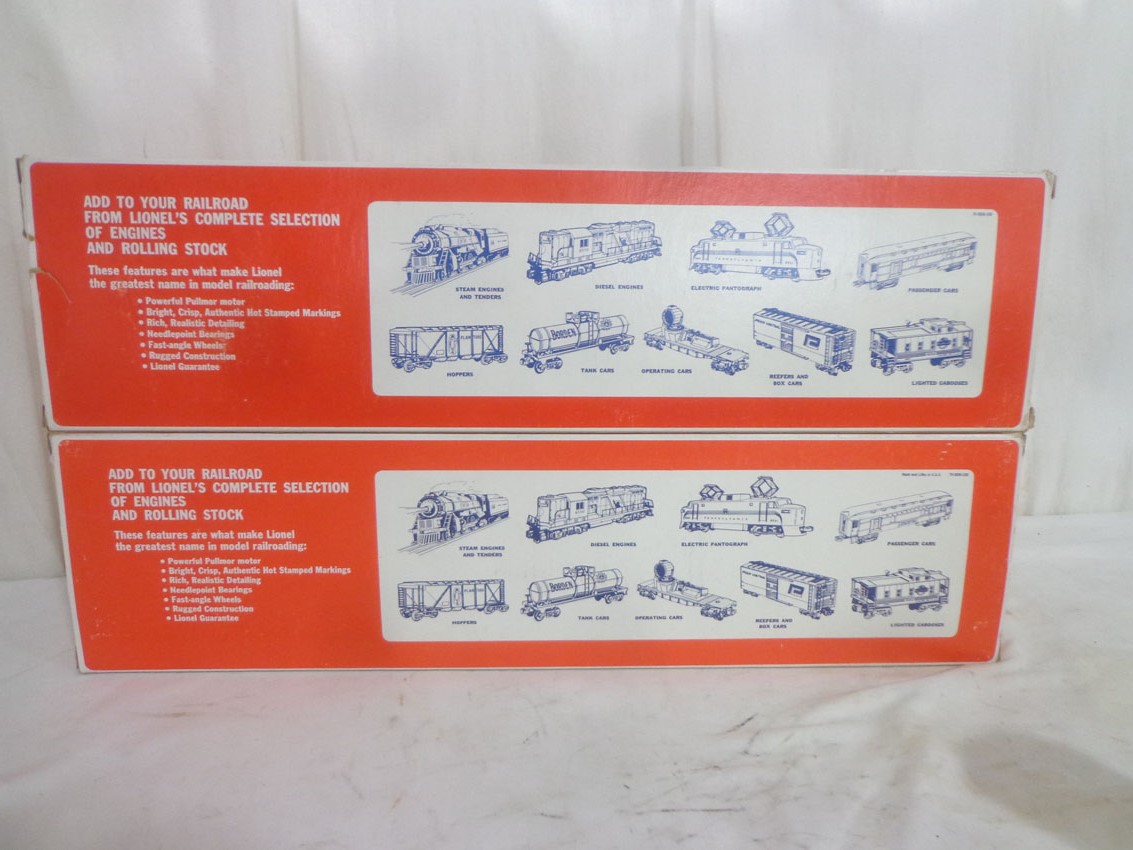 ADD TO YOUR RAILROAD
FROM LIONEL'S COMPLETE SELECTION
OF ENGINES
AND ROLLING STOCK
These features are what make Lionel
the greatest name in model railroading:
• Powerful Pullmor motor
• Bright, Crisp, Authentic Hot Stamped Markings
• Rich, Realistic Detailing
• Needlepoint Bearings
• Fast-angle Wheels
• Rugged Construction
• Lionel Guarantee
STEAM ENGINES
AND TENDERS
DIESEL ENGINES
PENNSYLVANIA
ELECTRIC PANTOGRAPH
PASSENGER CARS
HOPPERS
BORDEN
TANK CARS
OPERATING CARS
REEFERS AND
BOX CARS
LIGHTED CABOOSES
ADD TO YOUR RAILROAD
FROM LIONEL'S COMPLETE SELECTION
OF ENGINES
AND ROLLING STOCK
These features are what make Lionel
the greatest name in model railroading:
• Powerful Pullmor motor
• Bright, Crisp, Authentic Hot Stamped Markings
• Rich, Realistic Detailing
• Needlepoint Bearings
• Fast-angle Wheels
• Rugged Construction
• Lionel Guarantee
STEAM ENGINES
AND TENDERS
DIESEL ENGINES
PENNSYLVANIA
ELECTRIC PANTOGRAPH
PASSENGER CARS
HOPPERS
BORDEN
TANK CARS
OPERATING CARS
REEFERS AND
BOX CARS
LIGHTED CABOOSES